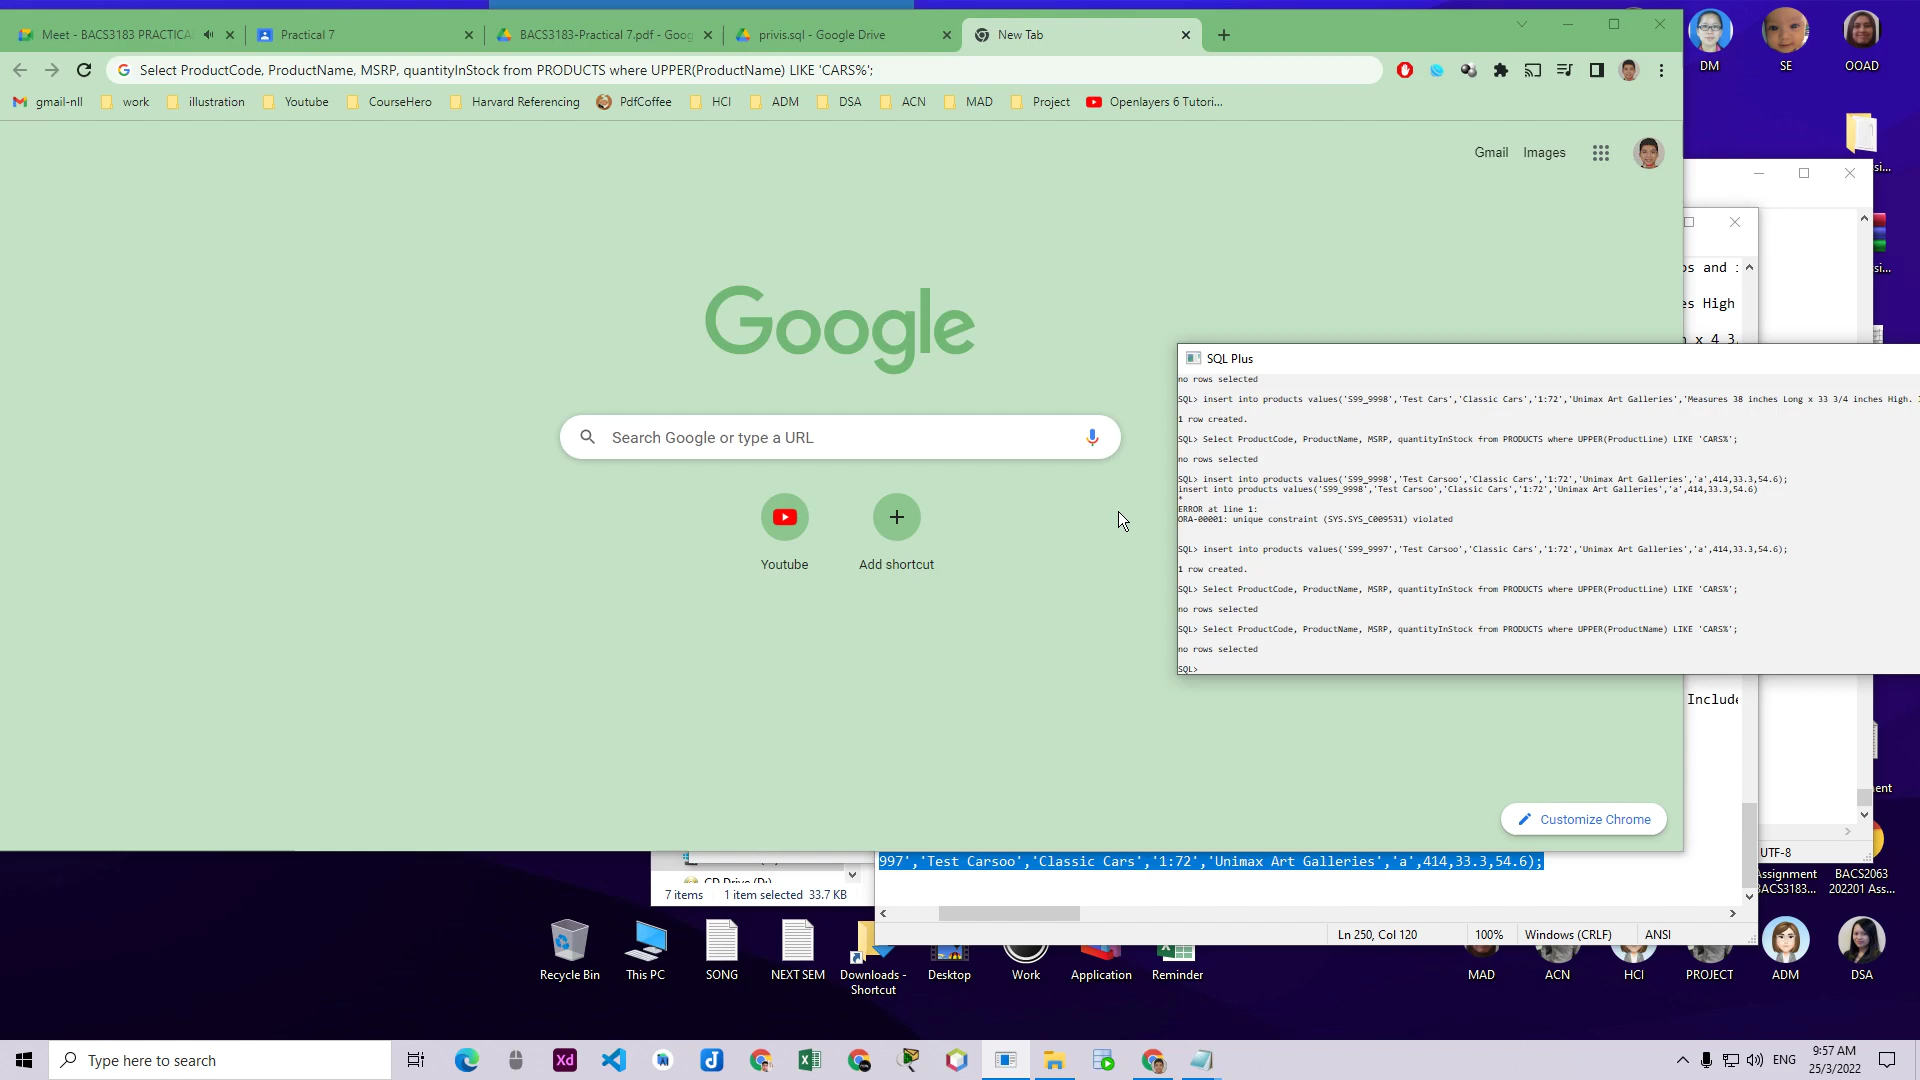 Meet - BACS3183 PRACTICA
Practical 7
BACS3183-Practical 7.pdf - Goog
privis.sql - Google Drive
New Tab
Select ProductCode, ProductName, MSRP, quantityInStock from PRODUCTS where UPPER(ProductName) LIKE 'CARS%';
gmail-nll
work
illustration
Youtube
CourseHero
Harvard Referencing
PdfCoffee
HCI
ADM
DSA
ACN
MAD
Project
Openlayers 6 Tutori...
DM
SE
OOAD
Gmail
Images
si...
si...
Google
Search Google or type a URL
Youtube
Add shortcut
Customize Chrome
ps and
es High
x 4 3.
Include
SQL Plus
no rows selected
SQL> insert into products values('S99_9998','Test Cars','Classic Cars','1:72','Unimax Art Galleries','Measures 38 inches Long x 33 3/4 inches High.
1 row created.
SQL> Select ProductCode, ProductName, MSRP, quantityInStock from PRODUCTS where UPPER(ProductLine) LIKE 'CARS%';
no rows selected
SQL> insert into products values('S99_9998','Test Carsoo','Classic Cars','1:72','Unimax Art Galleries','a',414,33.3,54.6);
insert into products values('S99_9998','Test Carsoo','Classic Cars','1:72','Unimax Art Galleries','a',414,33.3,54.6)
*
ERROR at line 1:
ORA-00001: unique constraint (SYS.SYS_C009531) violated
SQL> insert into products values('S99_9997','Test Carsoo','Classic Cars','1:72','Unimax Art Galleries','a',414,33.3,54.6);
1 row created.
SQL> Select ProductCode, ProductName, MSRP, quantityInStock from PRODUCTS where UPPER(ProductLine) LIKE 'CARS%';
no rows selected
SQL> Select ProductCode, ProductName, MSRP, quantityInStock from PRODUCTS where UPPER(ProductName) LIKE 'CARS%';
no rows selected
SQL>
997','Test Carsoo','Classic Cars','1:72','Unimax Art Galleries','a',414,33.3,54.6);
7 items
1 item selected 33.7 KB
Ln 250, Col 120
100%
Windows (CRLF)
ANSI
UTF-8
ent
Assignment
BACS3183...
BACS2063
202201 Ass...
Recycle Bin
This PC
SONG
NEXT SEM
Downloads -
Shortcut
Desktop
Work
Application
Reminder
MAD
ACN
HCI
PROJECT
ADM
DSA
Type here to search
Xd
ENG
9:57 AM
25/3/2022